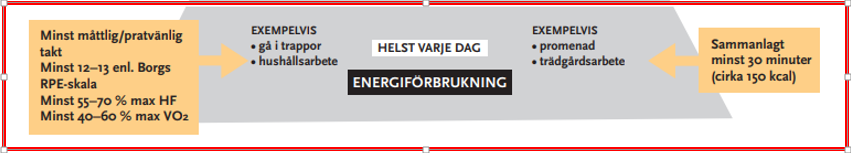 Minst måttlig/pratvänlig
takt
Minst 12–13 enl. Borgs
RPE-skala
Minst 55–70 % max HF
Minst 40–60 % max VO2
EXEMPELVIS
• gå i trappor
• hushållsarbete
HELST VARJE DAG
ENERGIFÖRBRUKNING
EXEMPELVIS
• promenad
• trädgårdsarbete
Sammanlagt
minst 30 minuter
(cirka 150 kcal)